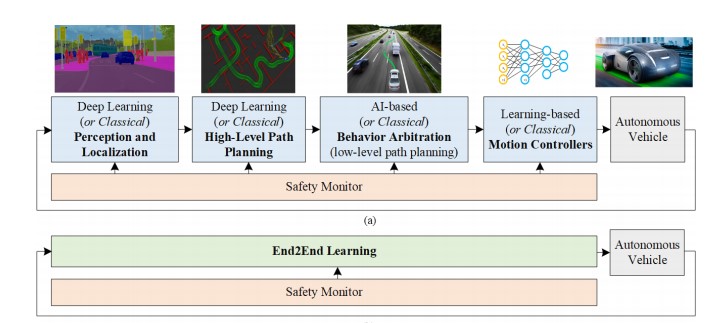 Deep Learning
(or Classical)
Perception and
Localization
Deep Learning
(or Classical)
High-Level Path
Planning
AI-based
(or Classical)
Behavior Arbitration
(low-level path planning)
Learning-based
(or Classical)
Motion Controllers
Autonomous
Vehicle
Safety Monitor
(a)
End2End Learning
Autonomous
Vehicle
Safety Monitor